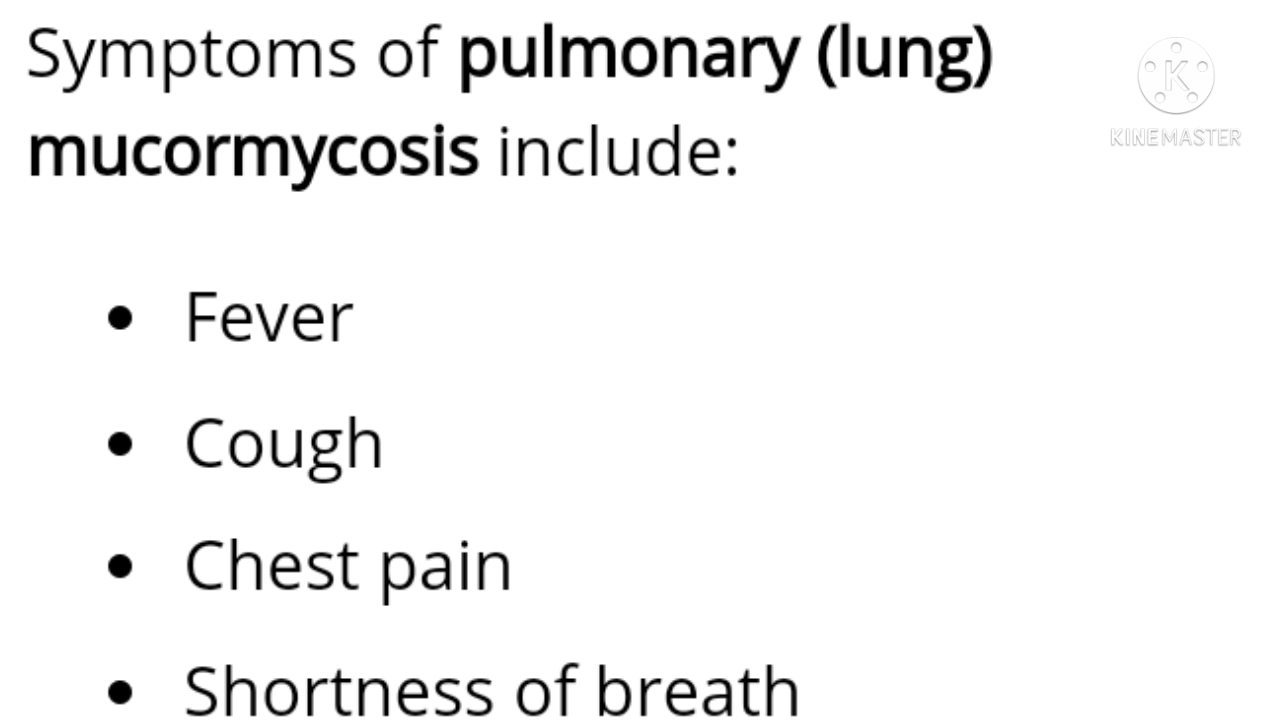 Symptoms of pulmonary (lung)
mucormycosis include:
K
KINEMASTER
• Fever
• Cough
• Chest pain
• Shortness of breath